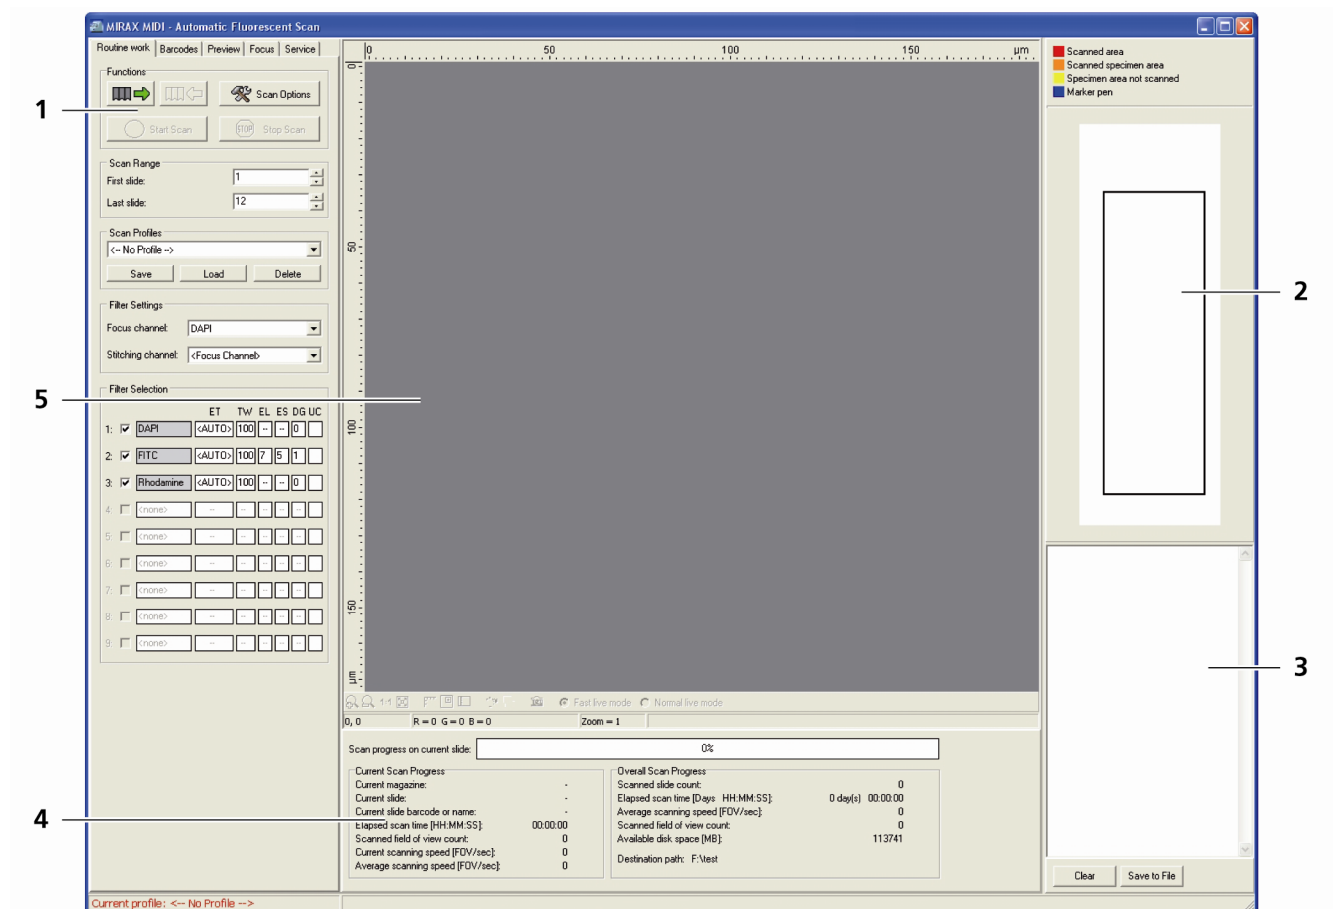 MIRAX MIDI - Automatic Fluorescent Scan
Routine work Barcodes Preview Focus Service
Functions
Scan Options
Start Scan STOP Stop Scan
Scan Range
First slide: 1
Last slide: 12
Scan Profiles
<-- No Profile -->
Save Load Delete
Filter Settings
Focus channel: DAPI
Stitching channel: <Focus Channel>
Filter Selection
ET TW EL ES DG UC
1: DAPI <AUTO> 100 -- -- 0
2: FITC <AUTO> 100 7 5 1
3: Rhodamine <AUTO> 100 -- -- 0
4: <none> -- -- -- -- --
5: <none> -- -- -- -- --
6: <none> -- -- -- -- --
7: <none> -- -- -- -- --
8: <none> -- -- -- -- --
9: <none> -- -- -- -- --
1
5
4
0 50 100 150 µm
0
50
100
150
µm
1:1 Fast live mode Normal live mode
0, 0 R = 0 G = 0 B = 0 Zoom = 1
Scan progress on current slide: 0%
Current Scan Progress
Current magazine: -
Current slide: -
Current slide barcode or name: -
Elapsed scan time [HH:MM:SS]: 00:00:00
Scanned field of view count: 0
Current scanning speed [FOV/sec]: 0
Average scanning speed [FOV/sec]: 0
Overall Scan Progress
Scanned slide count: 0
Elapsed scan time [Days HH:MM:SS]: 0 day(s) 00:00:00
Average scanning speed [FOV/sec]: 0
Scanned field of view count: 0
Available disk space [MB]: 113741
Destination path: F:\test
Scanned area
Scanned specimen area
Specimen area not scanned
Marker pen
2
3
Clear Save to File
Current profile: <-- No Profile -->